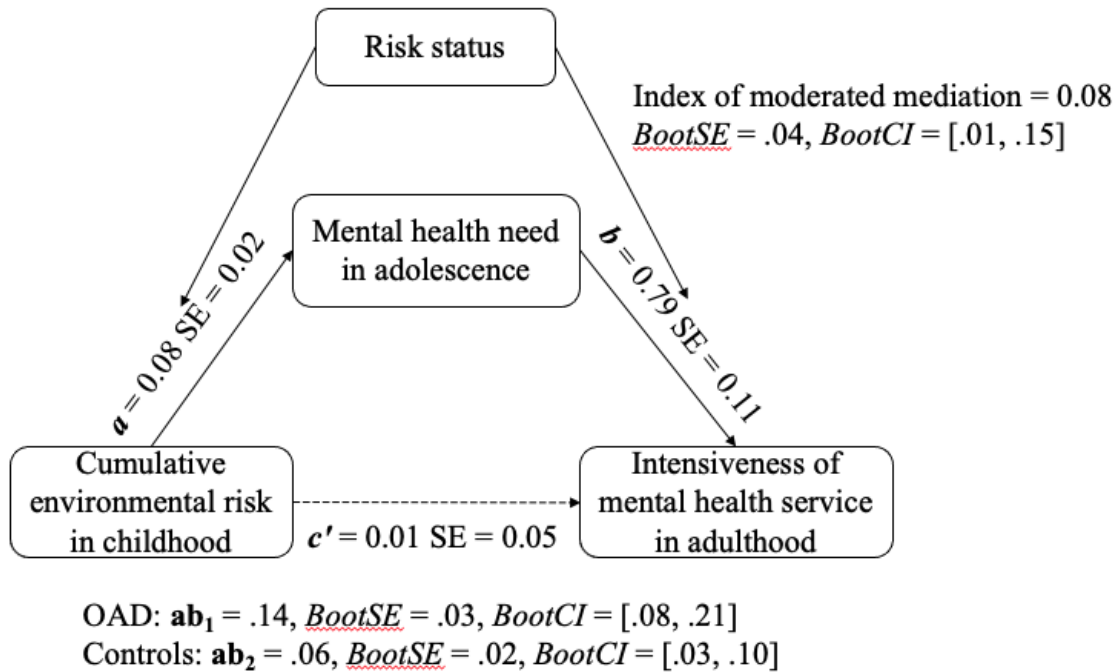 Risk status
Index of moderated mediation = 0.08
BootSE = .04, BootCI = [.01, .15]
Mental health need
in adolescence
a = 0.08 SE = 0.02
b = 0.79 SE = 0.11
Cumulative
environmental risk
in childhood
c' = 0.01 SE = 0.05
Intensiveness of
mental health service
in adulthood
OAD: ab₁ = .14, BootSE = .03, BootCI = [.08, .21]
Controls: ab₂ = .06, BootSE = .02, BootCI = [.03, .10]